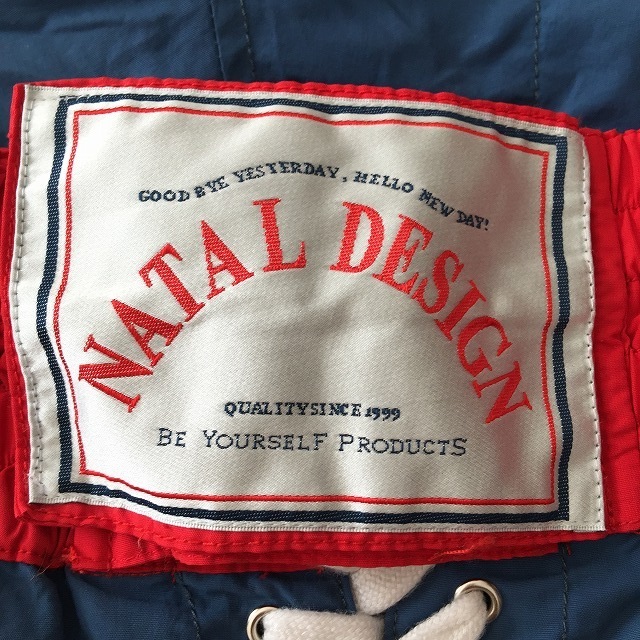 GOOD BYE YESTERDAY, HELLO NEW DAY!
NATAL DESIGN
QUALITY SINCE 1999
BE YOURSELF PRODUCTS